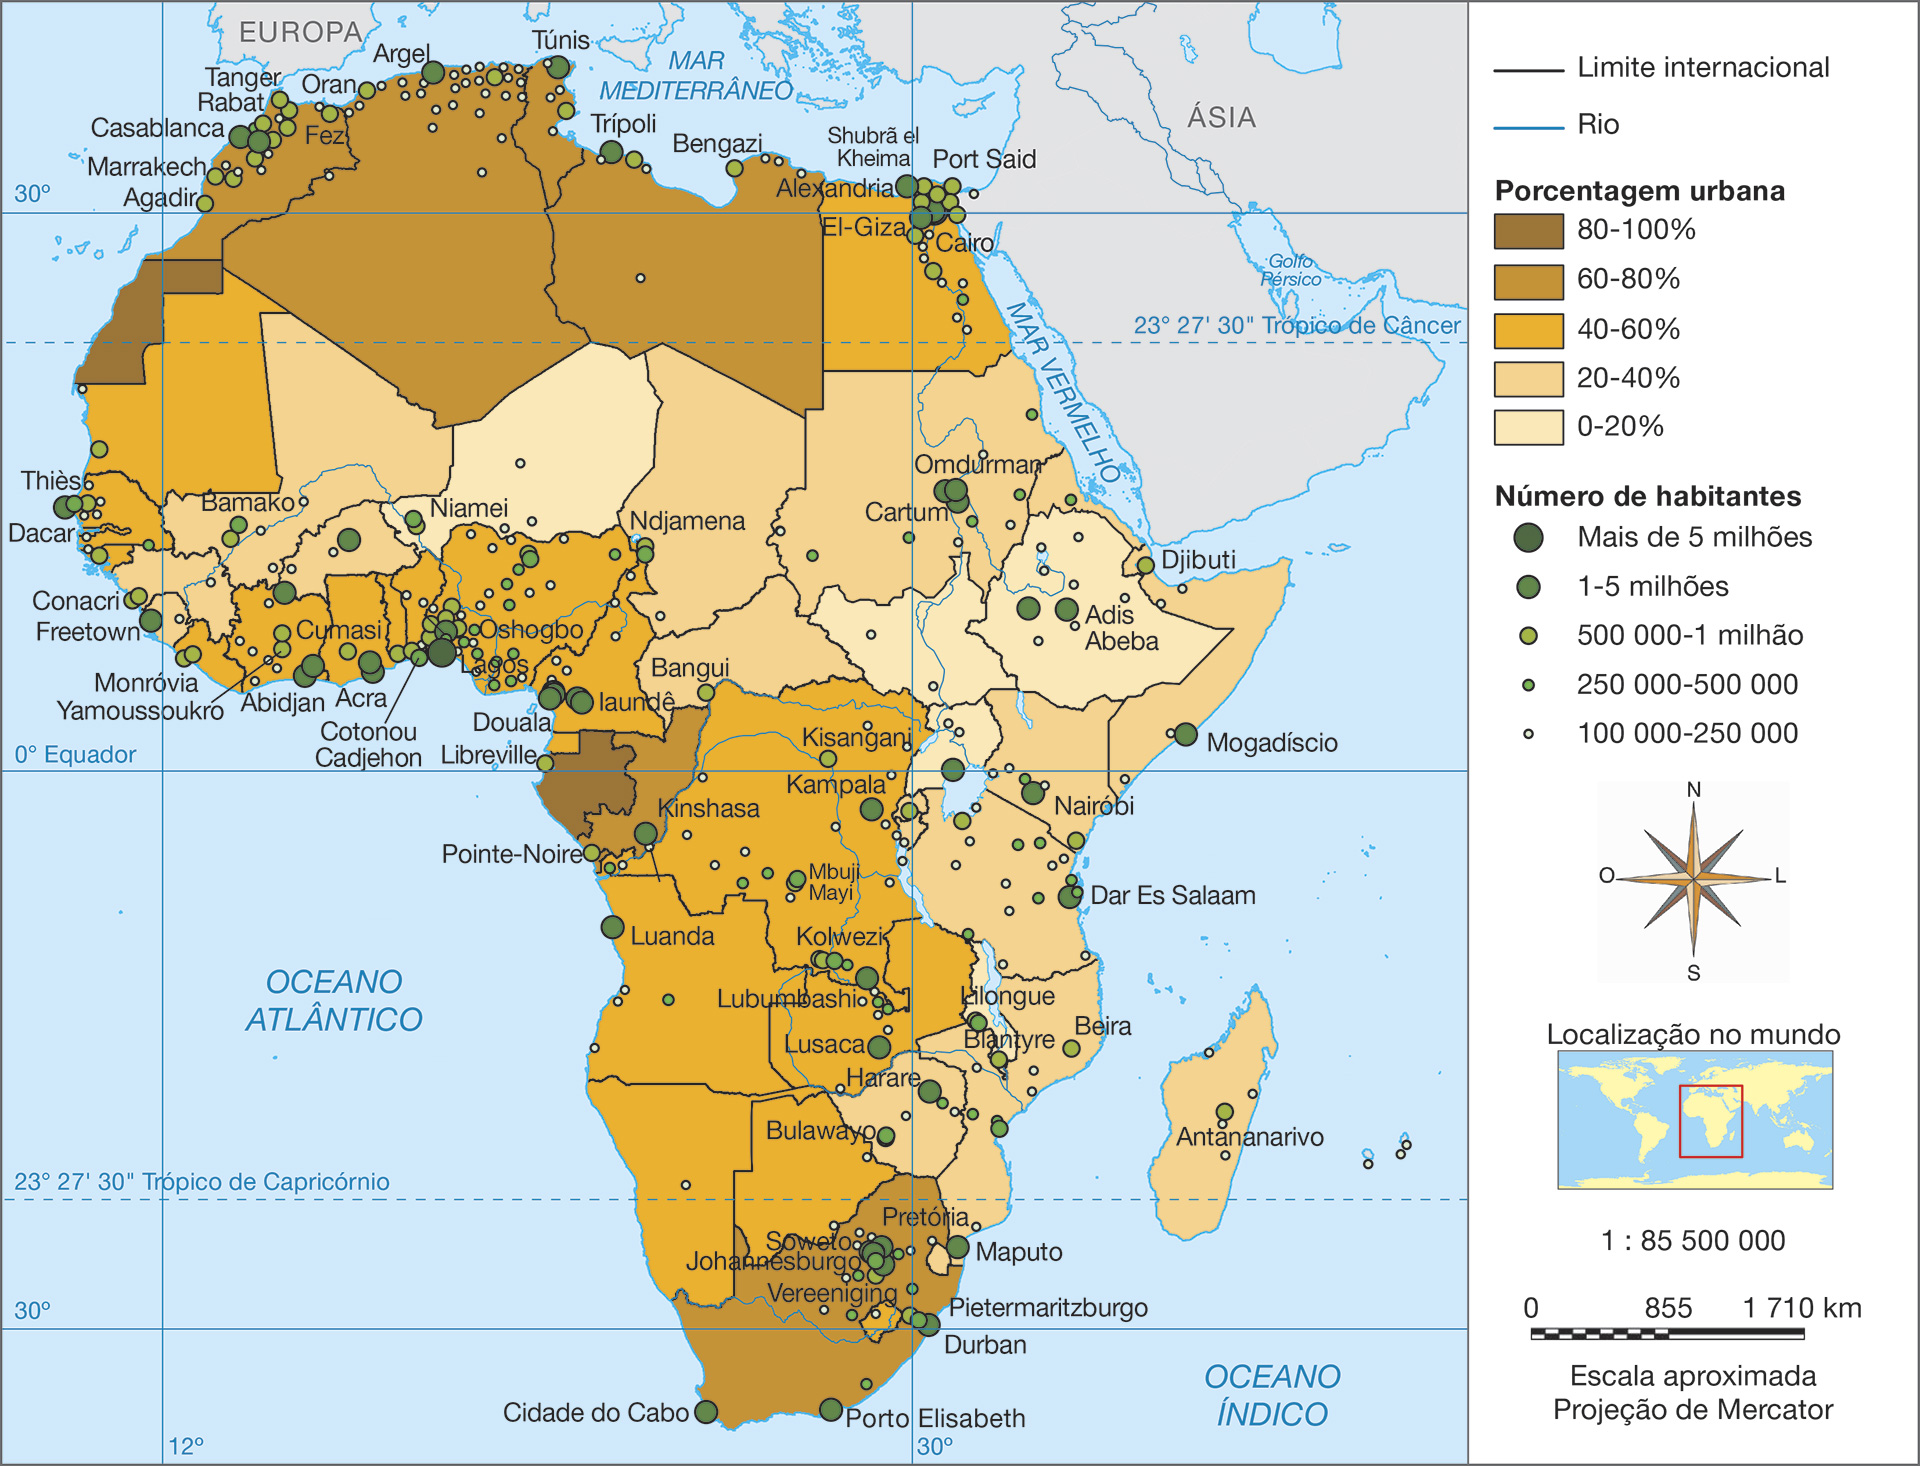 EUROPA
Túnis
Argel
MAR
MEDITERRÂNEO
Tanger
Oran
Rabat
Casablanca
Fez
Trípoli
Bengazi
Shubrã el
Kheima
Port Said
ÁSIA
Marrakech
Agadir
Alexandria
30º
El-Giza
Cairo
Golfo
Pérsico
MAR VERMELHO
23° 27' 30" Trópico de Câncer
Thiès
Bamako
Niamei
Omdurman
Dacar
Ndjamena
Cartum
Djibuti
Conacri
Freetown
Cumasi
Oshogbo
Adis
Abeba
Lagos
Bangui
Monróvia
Yamoussoukro
Abidjan
Acra
Iaundê
Douala
Cotonou
Cadjehon
Libreville
Kisangani
Mogadíscio
0° Equador
Kampala
Kinshasa
Nairóbi
Pointe-Noire
Mbuji
Mayi
Dar Es Salaam
Luanda
Kolwezi
OCEANO
ATLÂNTICO
Lubumbashi
Lilongue
Beira
Lusaca
Blantyre
Harare
Bulawayo
Antananarivo
23° 27' 30" Trópico de Capricórnio
Pretória
Soweto
Johannesburgo
Maputo
Vereeniging
30º
Pietermaritzburgo
Durban
OCEANO
ÍNDICO
Cidade do Cabo
Porto Elisabeth
12º
30º
Limite internacional
Rio
Porcentagem urbana
80-100%
60-80%
40-60%
20-40%
0-20%
Número de habitantes
Mais de 5 milhões
1-5 milhões
500 000-1 milhão
250 000-500 000
100 000-250 000
N
O
L
S
Localização no mundo
1 : 85 500 000
0 855 1 710 km
Escala aproximada
Projeção de Mercator